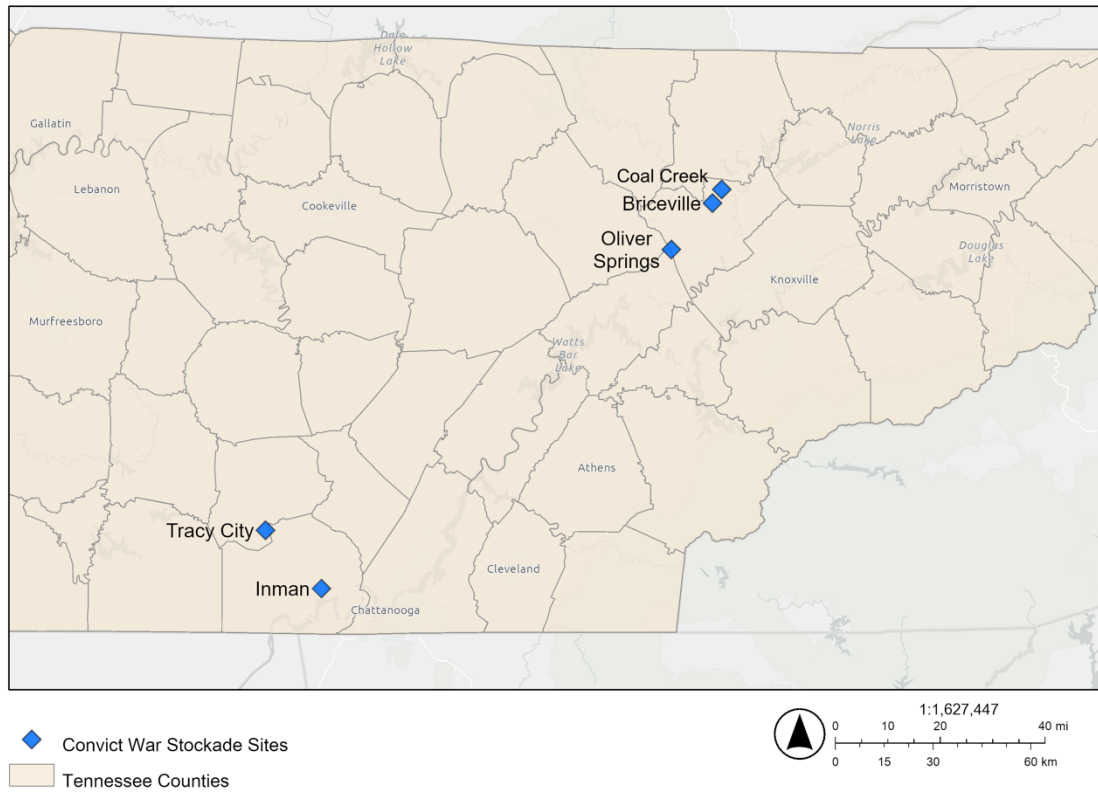 Dale
Hollow
Lake
Gallatin
Norris
Lake
Coal Creek
Lebanon
Morristown
Briceville
Cookeville
Oliver
Springs
Douglas
Lake
Knoxville
Murfreesboro
Watts
Bar
Lake
Athens
Tracy City
Cleveland
Inman
Chattanooga
1:1,627,447
0 10 20 40 mi
0 15 30 60 km
Convict War Stockade Sites
Tennessee Counties